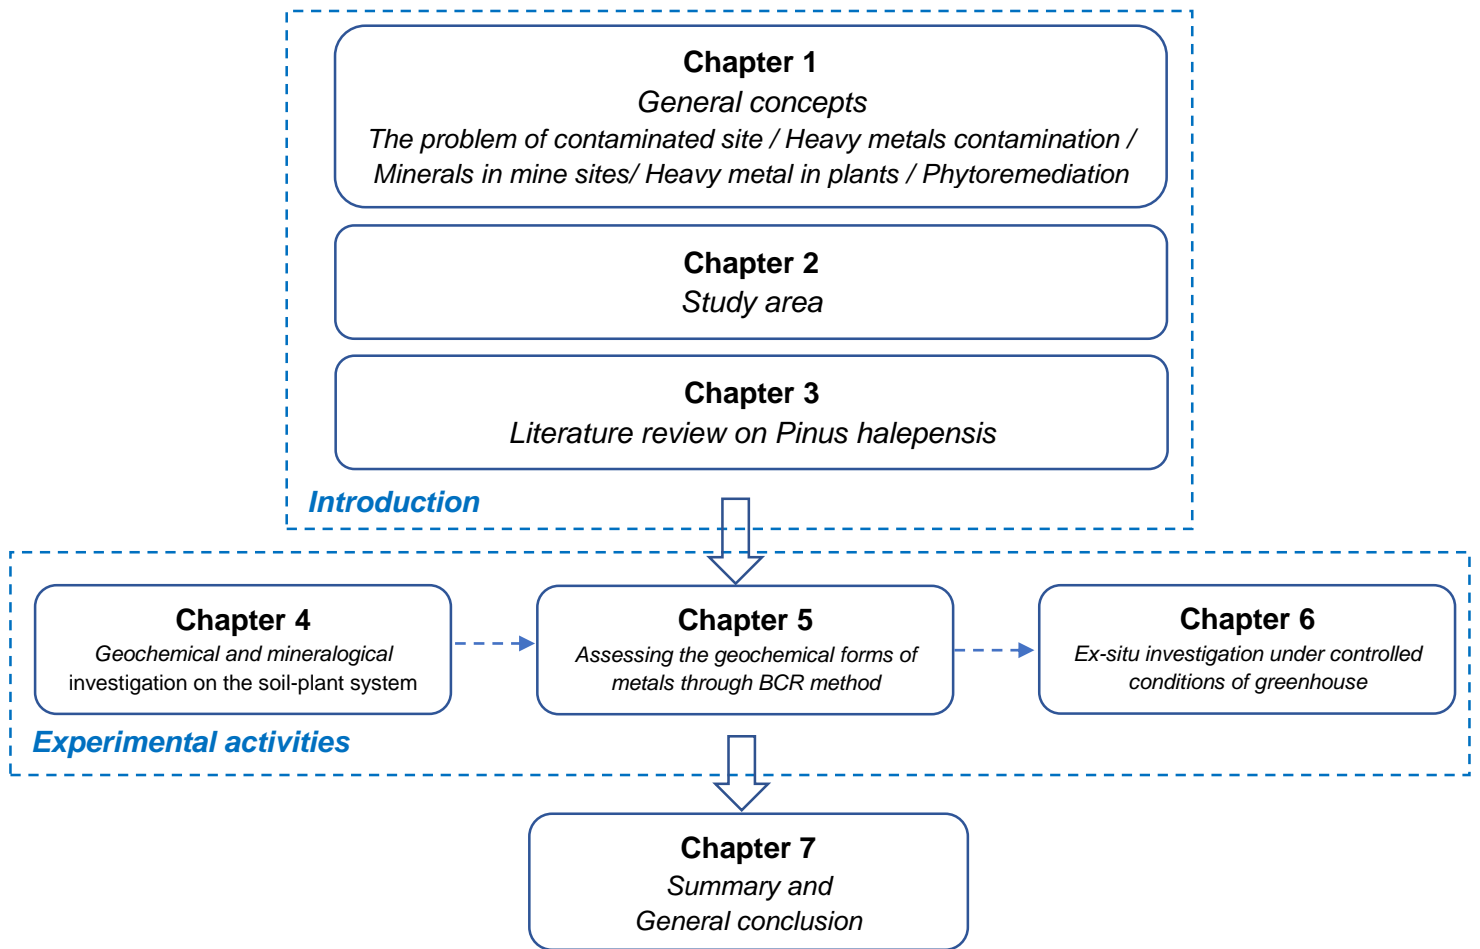 Chapter 1
General concepts
The problem of contaminated site / Heavy metals contamination /
Minerals in mine sites/ Heavy metal in plants / Phytoremediation
Chapter 2
Study area
Chapter 3
Literature review on Pinus halepensis
Introduction
Chapter 4
Geochemical and mineralogical
investigation on the soil-plant system
Chapter 5
Assessing the geochemical forms of
metals through BCR method
Chapter 6
Ex-situ investigation under controlled
conditions of greenhouse
Experimental activities
Chapter 7
Summary and
General conclusion